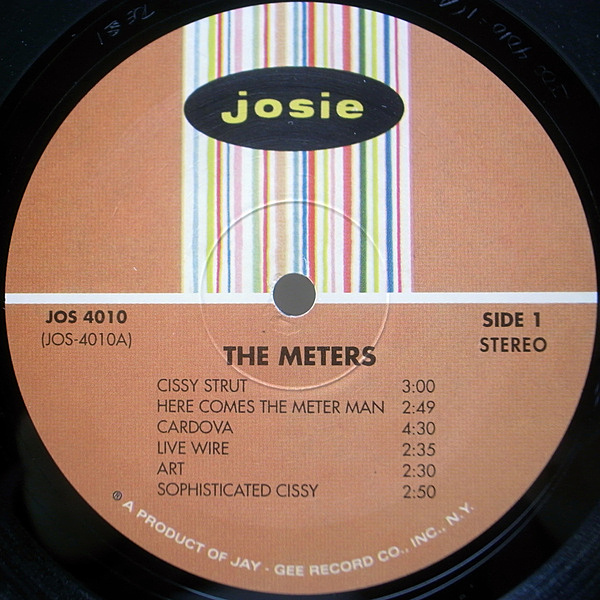 josie
JOS 4010
(JOS-4010A)
SIDE 1
STEREO
THE METERS
CISSY STRUT 3:00
HERE COMES THE METER MAN 2:49
CARDOVA 4:30
LIVE WIRE 2:35
ART 2:30
SOPHISTICATED CISSY 2:50
® A PRODUCT OF JAY - GEE RECORD CO., INC., N.Y.